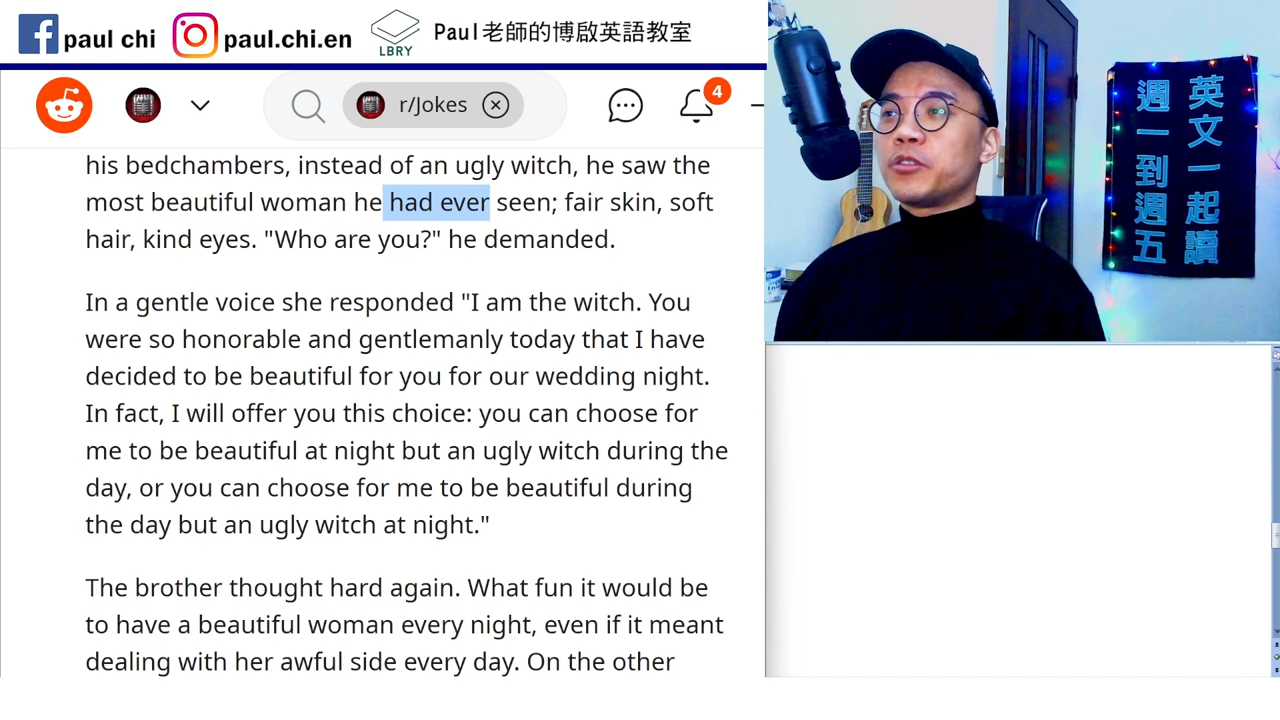 paul chi
paul.chi.en
LBRY
Paul老師的博啟英語教室
r/Jokes
4
his bedchambers, instead of an ugly witch, he saw the
most beautiful woman he had ever seen; fair skin, soft
hair, kind eyes. "Who are you?" he demanded.
In a gentle voice she responded "I am the witch. You
were so honorable and gentlemanly today that I have
decided to be beautiful for you for our wedding night.
In fact, I will offer you this choice: you can choose for
me to be beautiful at night but an ugly witch during the
day, or you can choose for me to be beautiful during
the day but an ugly witch at night."
The brother thought hard again. What fun it would be
to have a beautiful woman every night, even if it meant
dealing with her awful side every day. On the other
英文一起讀
週一到週五